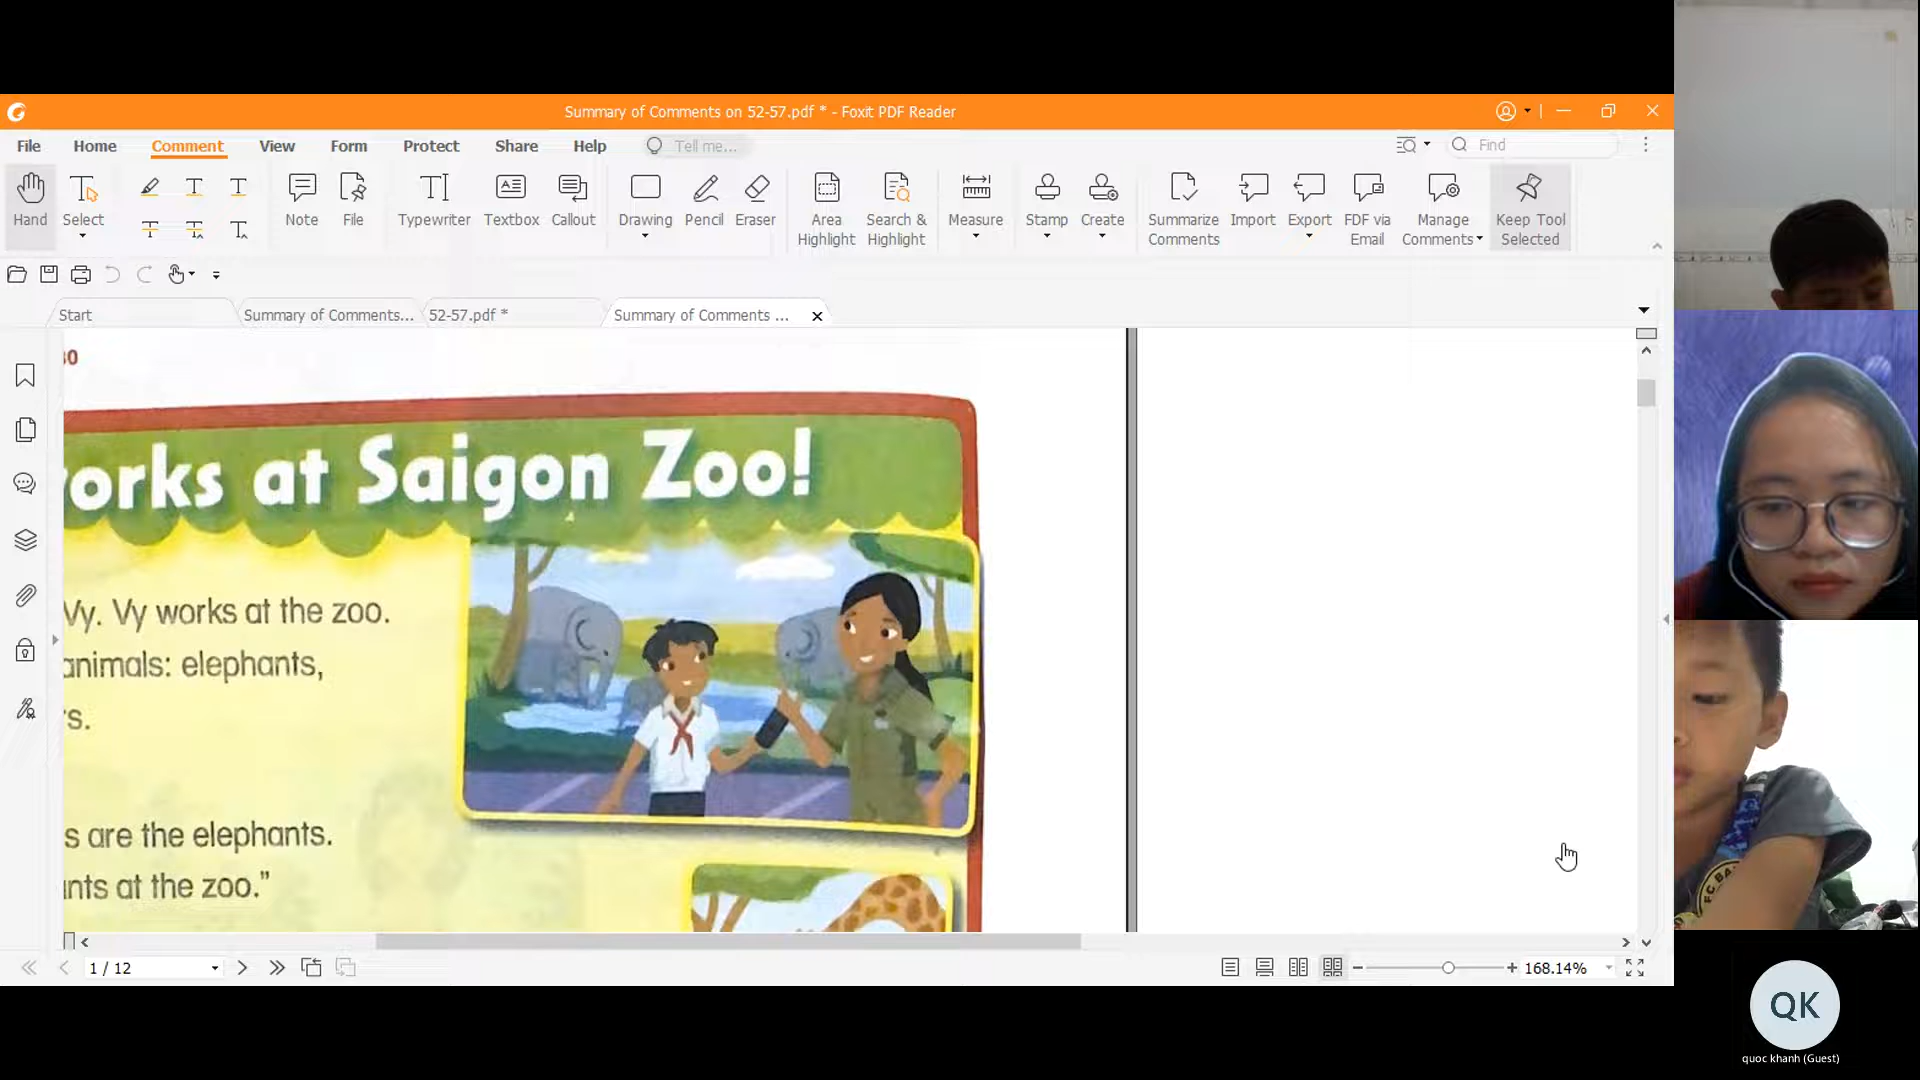 Summary of Comments on 52-57.pdf * - Foxit PDF Reader
File Home Comment View Form Protect Share Help Tell me... Find
Hand Select Note File Typewriter Textbox Callout Drawing Pencil Eraser Area Highlight Search & Highlight Measure Stamp Create Summarize Comments Import Export FDF via Email Manage Comments Keep Tool Selected
Start Summary of Comments... 52-57.pdf * Summary of Comments ...
orks at Saigon Zoo!
Vy. Vy works at the zoo.
animals: elephants,
s are the elephants.
nts at the zoo."
1 / 12 168.14%
QK
quoc khanh (Guest)